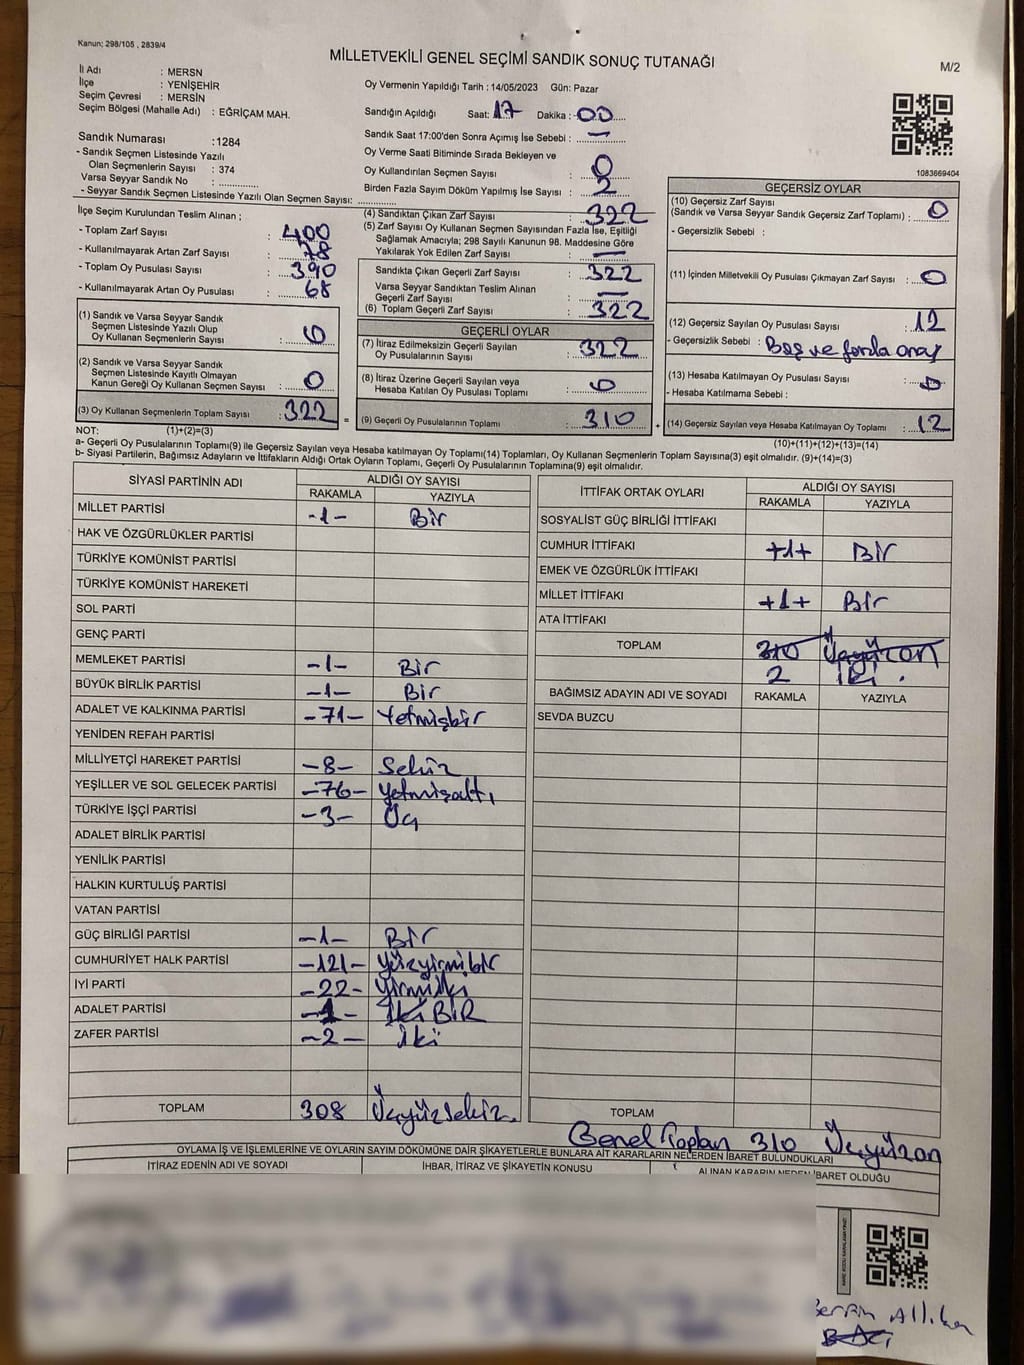 Kanun; 298/105 , 2839/4
MİLLETVEKİLİ GENEL SEÇİMİ SANDIK SONUÇ TUTANAĞI
M/2
İl Adı : MERSN
İlçe : YENİŞEHİR
Seçim Çevresi : MERSİN
Seçim Bölgesi (Mahalle Adı) : EĞRİÇAM MAH.
Sandık Numarası :1284
- Sandık Seçmen Listesinde Yazılı
Olan Seçmenlerin Sayısı : 374
Varsa Seyyar Sandık No : ..............
- Seyyar Sandık Seçmen Listesinde Yazılı Olan Seçmen Sayısı: ..............
Oy Vermenin Yapıldığı Tarih : 14/05/2023 Gün: Pazar
Sandığın Açıldığı Saat: 17 Dakika : 00
Sandık Saat 17:00'den Sonra Açımış İse Sebebi : —
Oy Verme Saati Bitiminde Sırada Bekleyen ve
Oy Kullandırılan Seçmen Sayısı : 0
Birden Fazla Sayım Döküm Yapılmış İse Sayısı : 2
1083669404
İlçe Seçim Kurulundan Teslim Alınan ;
- Toplam Zarf Sayısı : 400
- Kullanılmayarak Artan Zarf Sayısı : 78
- Toplam Oy Pusulası Sayısı : 390
- Kullanılmayarak Artan Oy Pusulası : 68
(4) Sandıktan Çıkan Zarf Sayısı : 322
(5) Zarf Sayısı Oy Kullanan Seçmen Sayısından Fazla İse, Eşitliği
Sağlamak Amacıyla; 298 Sayılı Kanunun 98. Maddesine Göre
Yakılarak Yok Edilen Zarf Sayısı : —
Sandıkta Çıkan Geçerli Zarf Sayısı : 322
Varsa Seyyar Sandıktan Teslim Alınan
Geçerli Zarf Sayısı : —
(6) Toplam Geçerli Zarf Sayısı : 322
GEÇERSİZ OYLAR
(10) Geçersiz Zarf Sayısı
(Sandık ve Varsa Seyyar Sandık Geçersiz Zarf Toplamı) : 0
- Geçersizlik Sebebi :
(11) İçinden Milletvekili Oy Pusulası Çıkmayan Zarf Sayısı : 0
(12) Geçersiz Sayılan Oy Pusulası Sayısı : 12
- Geçersizlik Sebebi : Boş ve fazla oray
(13) Hesaba Katılmayan Oy Pusulası Sayısı : 0
- Hesaba Katılmama Sebebi :
(14) Geçersiz Sayılan veya Hesaba Katılmayan Oy Toplamı : 12
(1) Sandık ve Varsa Seyyar Sandık
Seçmen Listesinde Yazılı Olup
Oy Kullanan Seçmenlerin Sayısı : 0
(2) Sandık ve Varsa Seyyar Sandık
Seçmen Listesinde Kayıtlı Olmayan
Kanun Gereği Oy Kullanan Seçmen Sayısı : 0
(3) Oy Kullanan Seçmenlerin Toplam Sayısı : 322 =
GEÇERLİ OYLAR
(7) İtiraz Edilmeksizin Geçerli Sayılan
Oy Pusulalarının Sayısı : 322
(8) İtiraz Üzerine Geçerli Sayılan veya
Hesaba Katılan Oy Pusulası Toplamı : 0
(9) Geçerli Oy Pusulalarının Toplamı : 310 +
NOT: (1)+(2)=(3) (10)+(11)+(12)+(13)=(14)
a- Geçerli Oy Pusulalarının Toplamı(9) ile Geçersiz Sayılan veya Hesaba katılmayan Oy Toplamı(14) Toplamları, Oy Kullanan Seçmenlerin Toplam Sayısına(3) eşit olmalıdır. (9)+(14)=(3)
b- Siyasi Partilerin, Bağımsız Adayların ve İttifakların Aldığı Ortak Oyların Toplamı, Geçerli Oy Pusulalarının Toplamına(9) eşit olmalıdır.
SİYASİ PARTİNİN ADI ALDIĞI OY SAYISI
RAKAMLA YAZIYLA
MİLLET PARTİSİ -1- Bir
HAK VE ÖZGÜRLÜKLER PARTİSİ
TÜRKİYE KOMÜNİST PARTİSİ
TÜRKİYE KOMÜNİST HAREKETİ
SOL PARTİ
GENÇ PARTİ
MEMLEKET PARTİSİ -1- Bir
BÜYÜK BİRLİK PARTİSİ -1- Bir
ADALET VE KALKINMA PARTİSİ -71- Yetmişbir
YENİDEN REFAH PARTİSİ
MİLLİYETÇİ HAREKET PARTİSİ -8- Sekiz
YEŞİLLER VE SOL GELECEK PARTİSİ -76- Yetmişaltı
TÜRKİYE İŞÇİ PARTİSİ -3- Üç
ADALET BİRLİK PARTİSİ
YENİLİK PARTİSİ
HALKIN KURTULUŞ PARTİSİ
VATAN PARTİSİ
GÜÇ BİRLİĞİ PARTİSİ -1- Bir
CUMHURİYET HALK PARTİSİ -121- Yüzyirmibir
İYİ PARTİ -22- Yirmiiki
ADALET PARTİSİ -1- İki BİR
ZAFER PARTİSİ -2- İki
TOPLAM 308 Üçyüzsekiz.
İTTİFAK ORTAK OYLARI ALDIĞI OY SAYISI
RAKAMLA YAZIYLA
SOSYALİST GÜÇ BİRLİĞİ İTTİFAKI
CUMHUR İTTİFAKI +1+ Bir
EMEK VE ÖZGÜRLÜK İTTİFAKI
MİLLET İTTİFAKI +1+ Bir
ATA İTTİFAKI
TOPLAM 310 Üçyüzon
2 İki .
BAĞIMSIZ ADAYIN ADI VE SOYADI RAKAMLA YAZIYLA
SEVDA BUZCU
TOPLAM
Genel Toplam 310 Üçyüzon
OYLAMA İŞ VE İŞLEMLERİNE VE OYLARIN SAYIM DÖKÜMÜNE DAİR ŞİKAYETLERLE BUNLARA AİT KARARLARIN NELERDEN İBARET BULUNDUKLARI
İTİRAZ EDENİN ADI VE SOYADI İHBAR, İTİRAZ VE ŞİKAYETİN KONUSU ALINAN KARARIN NEDEN İBARET OLDUĞU